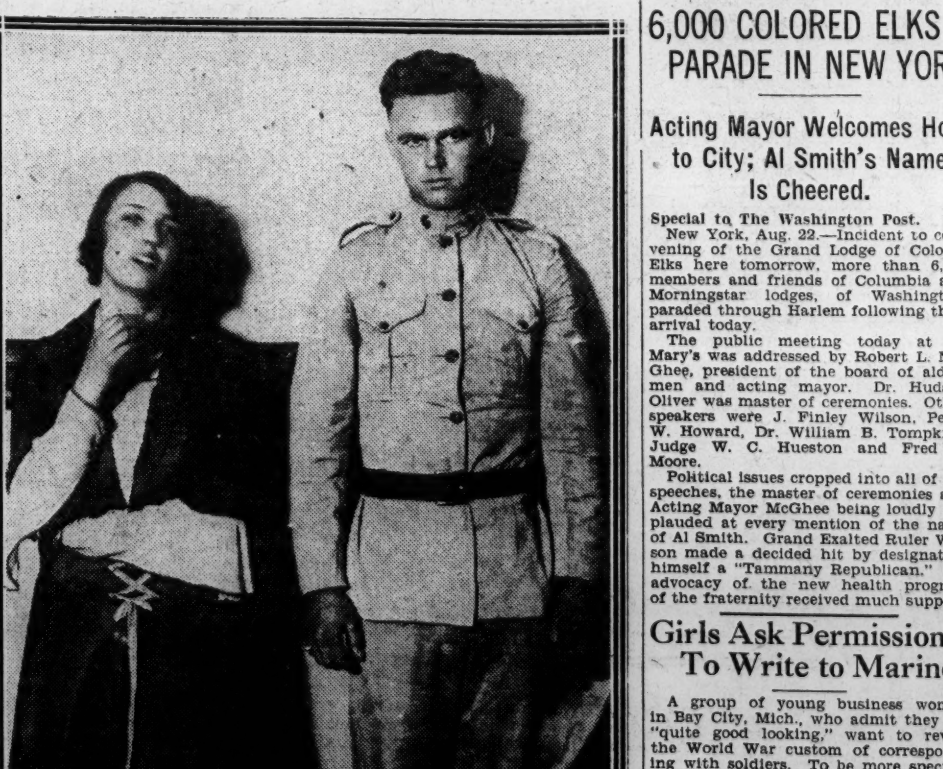 6,000 COLORED ELKS
PARADE IN NEW YOR
Acting Mayor Welcomes Ho
to City; Al Smith's Name
Is Cheered.
Special to The Washington Post.
New York, Aug. 22.—Incident to co
vening of the Grand Lodge of Colo
Elks here tomorrow, more than 6,
members and friends of Columbia a
Morningstar lodges, of Washingt
paraded through Harlem following th
arrival today.
The public meeting today at
Mary's was addressed by Robert L. M
Ghee, president of the board of ald
men and acting mayor. Dr. Huds
Oliver was master of ceremonies. Ot
speakers were J. Finley Wilson, Pe
W. Howard, Dr. William B. Tompki
Judge W. C. Hueston and Fred
Moore.
Political issues cropped into all of
speeches, the master of ceremonies a
Acting Mayor McGhee being loudly
plauded at every mention of the na
of Al Smith. Grand Exalted Ruler W
son made a decided hit by designat
himself a "Tammany Republican."
advocacy of the new health progr
of the fraternity received much supp
Girls Ask Permission
To Write to Marine
A group of young business wom
in Bay City, Mich., who admit they
"quite good looking," want to rev
the World War custom of correspo
ing with soldiers. To be more spec